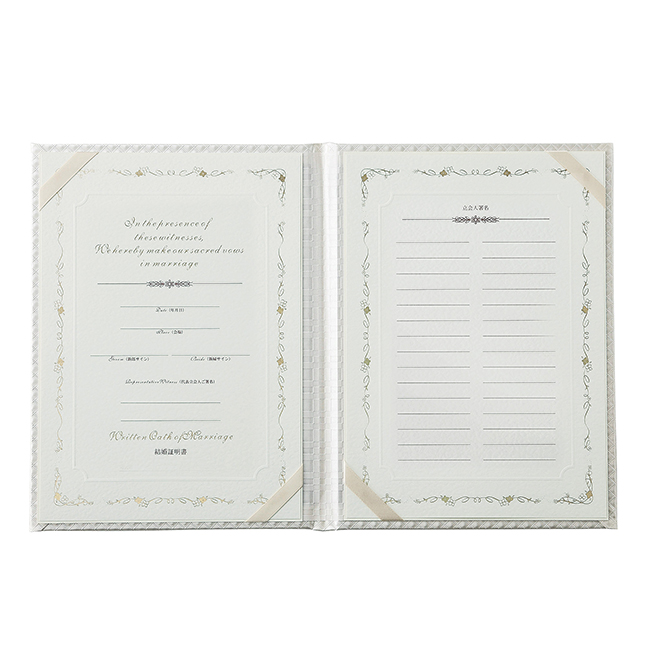 In the presence of
these witnesses,
We hereby make our sacred vows
in marriage
Date (年月日)
Place (会場)
Groom (新郎サイン) Bride (新婦サイン)
Representative Witness (代表立会人ご署名)
Written Oath of Marriage
結婚証明書
立会人署名